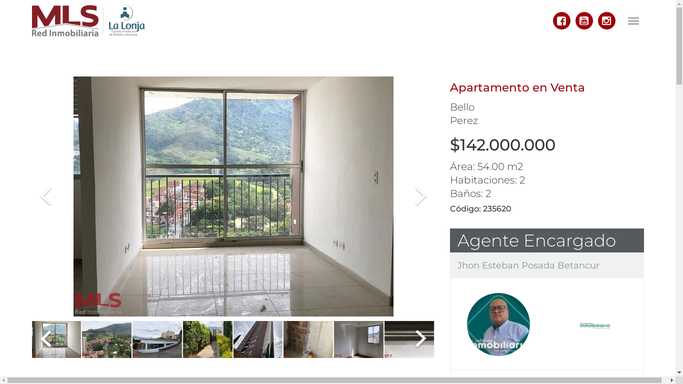 MLS
Red Inmobiliaria
La Lonja
Apartamento en Venta
Bello
Perez
$142.000.000
Área: 54.00 m2
Habitaciones: 2
Baños: 2
Código: 235620
Agente Encargado
Jhon Esteban Posada Betancur
MLS
Red Inmobiliaria